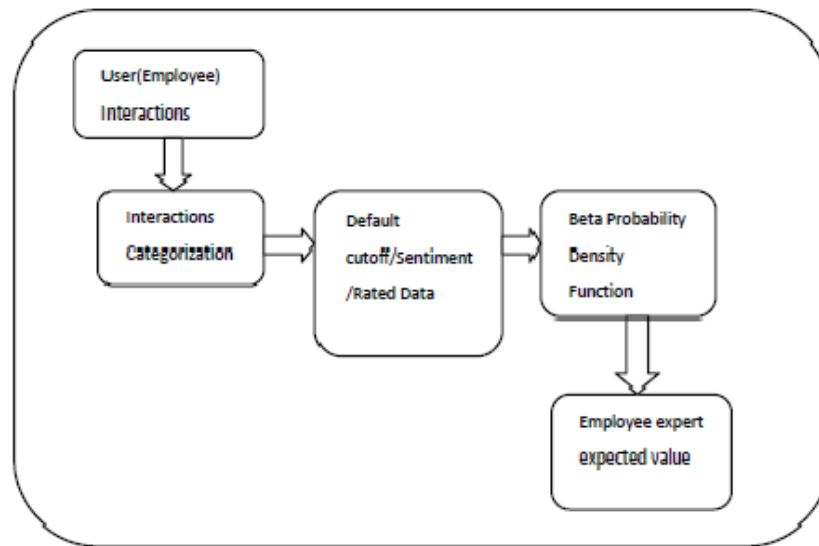 User(Employee)
Interactions
Interactions
Categorization
Default
cutoff/Sentiment
/Rated Data
Beta Probability
Density
Function
Employee expert
expected value